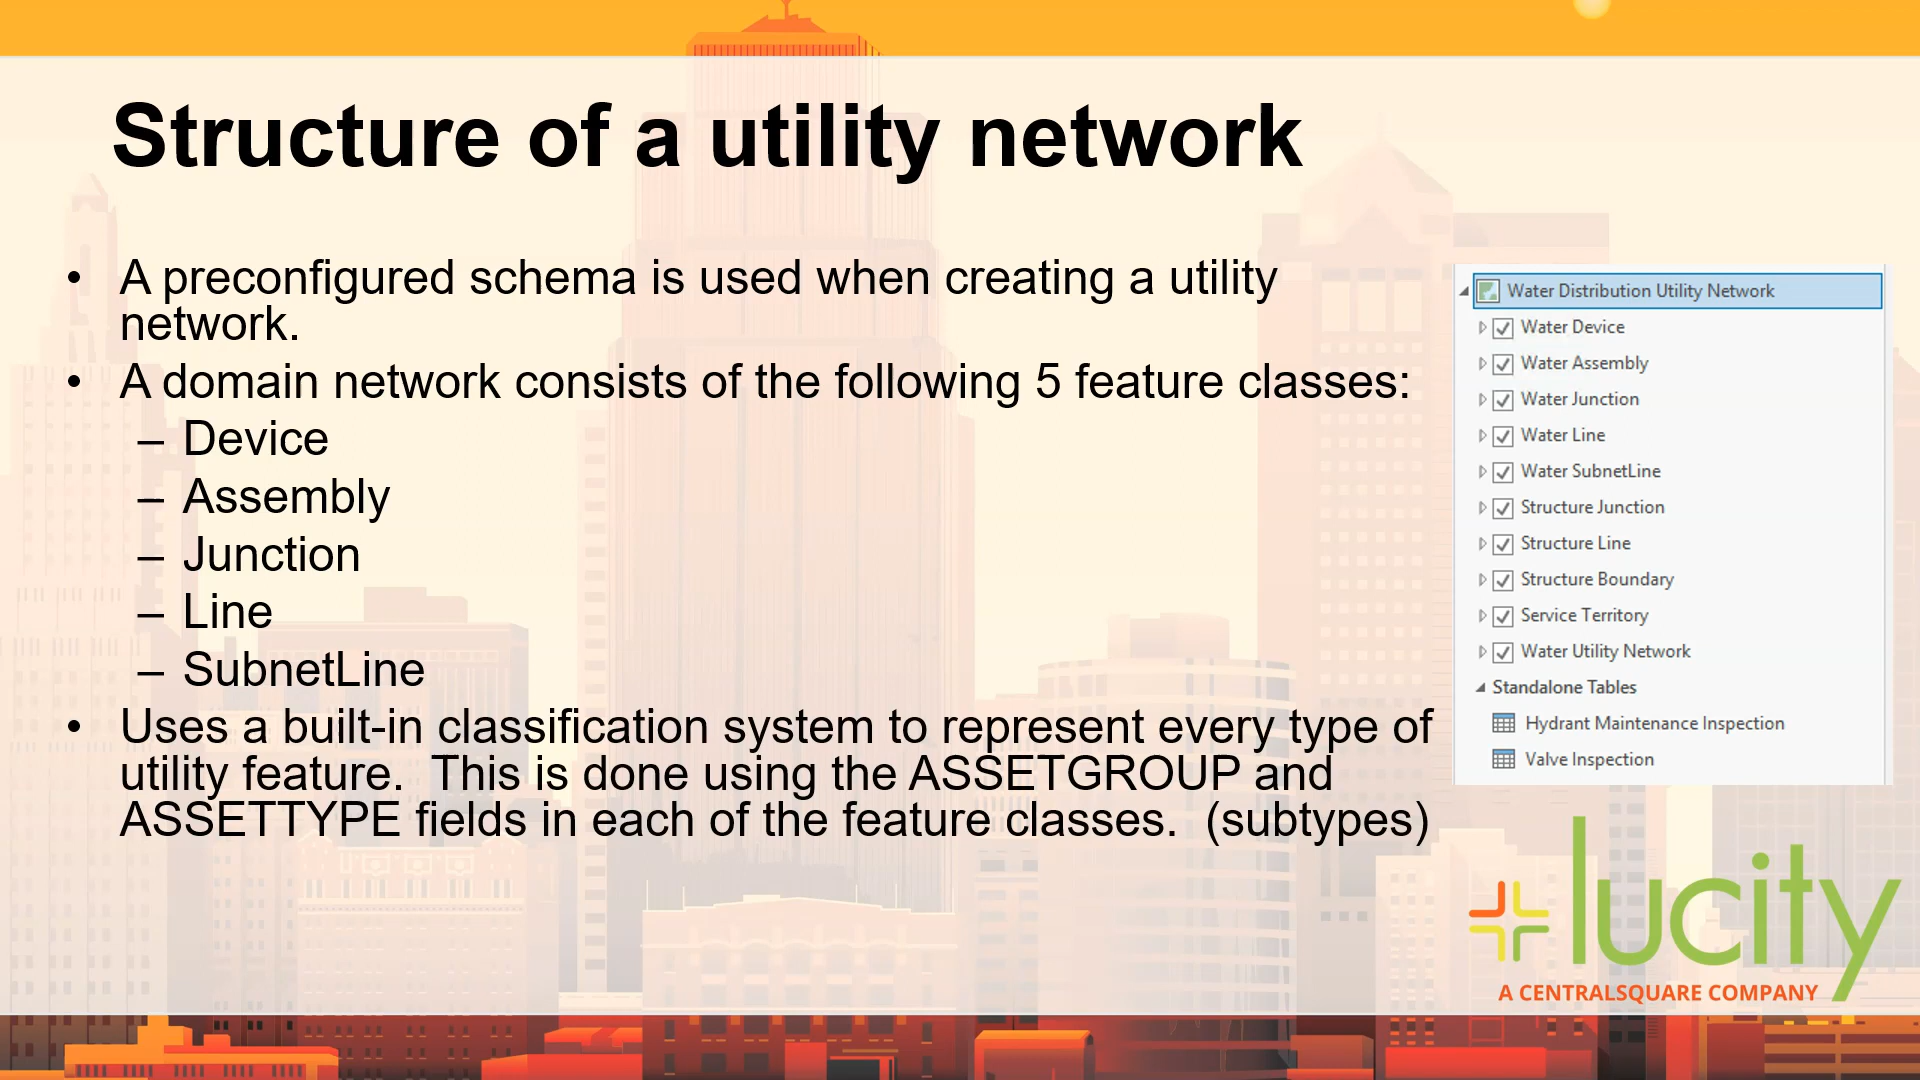 Structure of a utility network
• A preconfigured schema is used when creating a utility
network.
• A domain network consists of the following 5 feature classes:
– Device
– Assembly
– Junction
– Line
– SubnetLine
• Uses a built-in classification system to represent every type of
utility feature.  This is done using the ASSETGROUP and
ASSETTYPE fields in each of the feature classes.  (subtypes)
Water Distribution Utility Network
Water Device
Water Assembly
Water Junction
Water Line
Water SubnetLine
Structure Junction
Structure Line
Structure Boundary
Service Territory
Water Utility Network
Standalone Tables
Hydrant Maintenance Inspection
Valve Inspection
lucity
A CENTRALSQUARE COMPANY